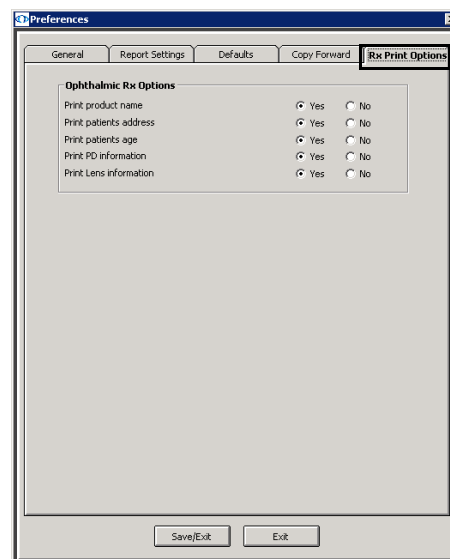 Preferences
General Report Settings Defaults Copy Forward Rx Print Options
Ophthalmic Rx Options
Print product name Yes No
Print patients address Yes No
Print patients age Yes No
Print PD information Yes No
Print Lens information Yes No
Save/Exit Exit